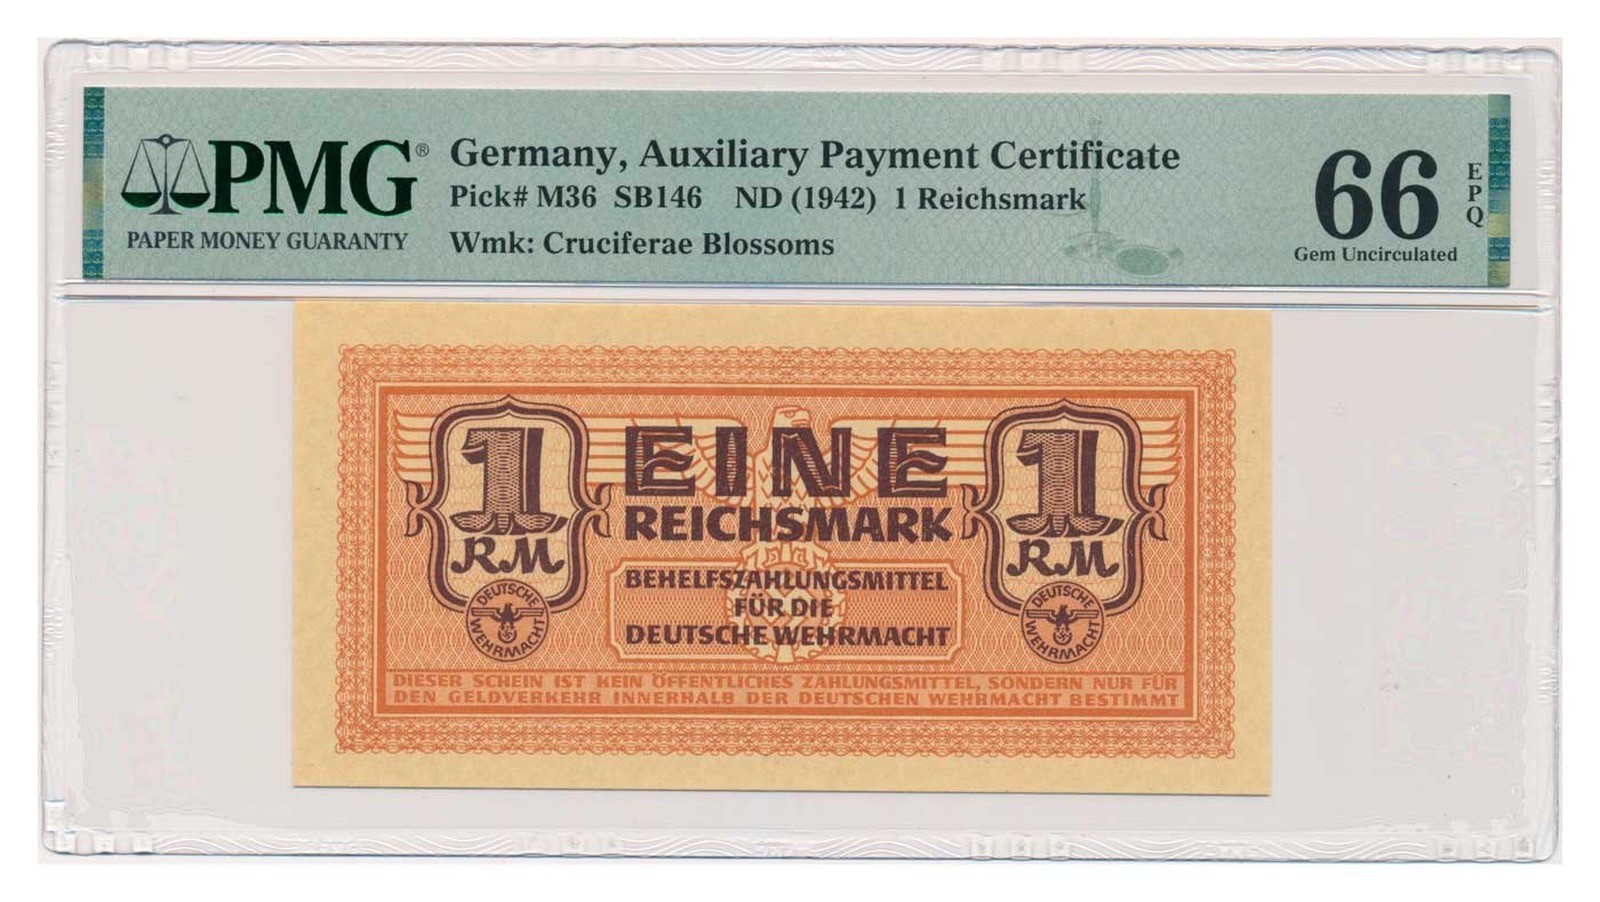 PMG®
PAPER MONEY GUARANTY
Germany, Auxiliary Payment Certificate
Pick# M36 SB146 ND (1942) 1 Reichsmark
Wmk: Cruciferae Blossoms
66 EPQ
Gem Uncirculated
1
RM
DEUTSCHE WEHRMACHT
EINE
REICHSMARK
BEHELFSZAHLUNGSMITTEL
FÜR DIE
DEUTSCHE WEHRMACHT
1
RM
DEUTSCHE WEHRMACHT
DIESER SCHEIN IST KEIN ÖFFENTLICHES ZAHLUNGSMITTEL, SONDERN NUR FÜR
DEN GELDVERKEHR INNERHALB DER DEUTSCHEN WEHRMACHT BESTIMMT